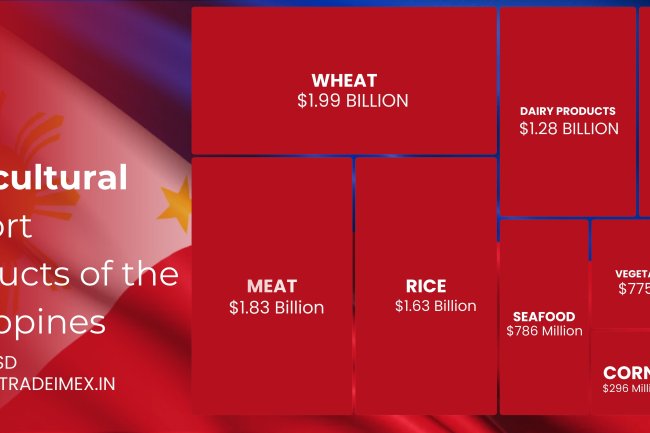 cultural
ort
ucts of the
ppines
SD
TRADEIMEX.IN
WHEAT
$1.99 BILLION
DAIRY PRODUCTS
$1.28 BILLION
MEAT
$1.83 Billion
RICE
$1.63 Billion
SEAFOOD
$786 Million
VEGETA
$775
CORN
$296 Milli